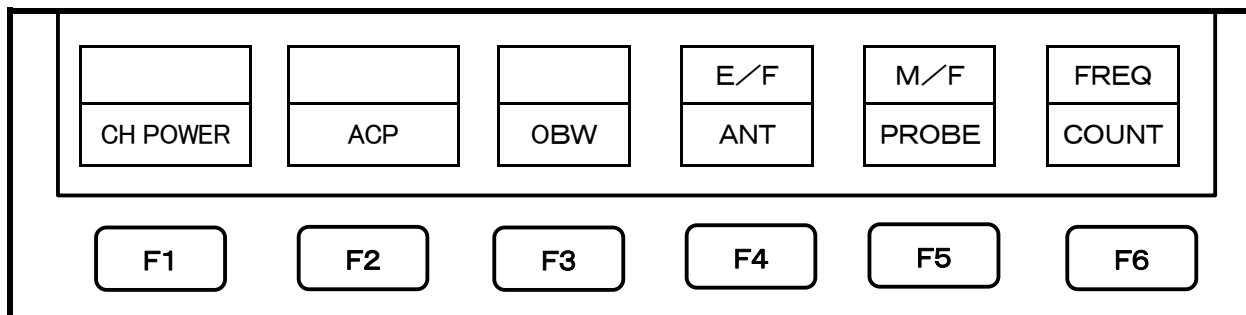 E／F M／F FREQ
CH POWER ACP OBW ANT PROBE COUNT
F1 F2 F3 F4 F5 F6